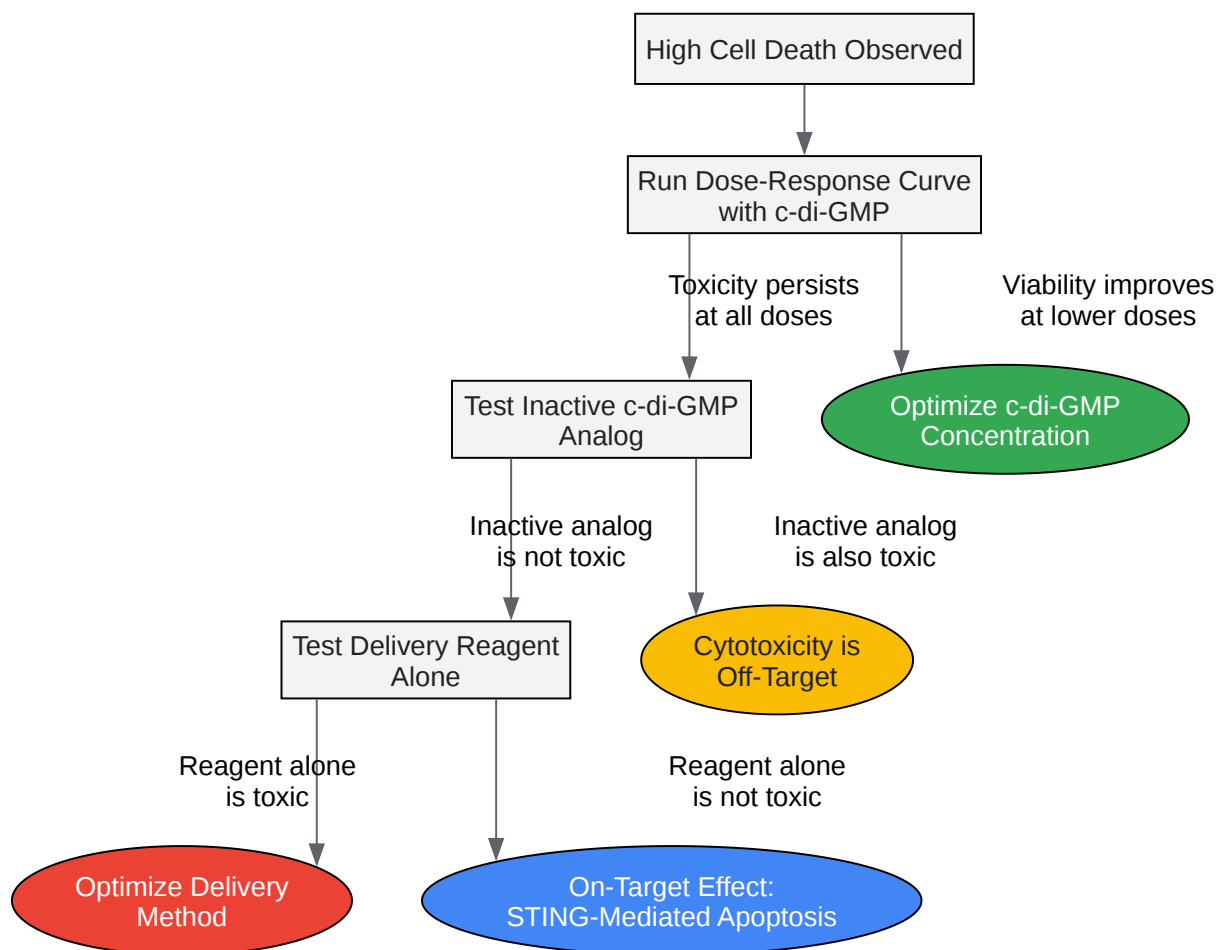 High Cell Death Observed
Run Dose-Response Curve
with c-di-GMP
Toxicity persists
at all doses
Viability improves
at lower doses
Test Inactive c-di-GMP
Analog
Optimize c-di-GMP
Concentration
Inactive analog
is not toxic
Inactive analog
is also toxic
Test Delivery Reagent
Alone
Cytotoxicity is
Off-Target
Reagent alone
is toxic
Reagent alone
is not toxic
Optimize Delivery
Method
On-Target Effect:
STING-Mediated Apoptosis